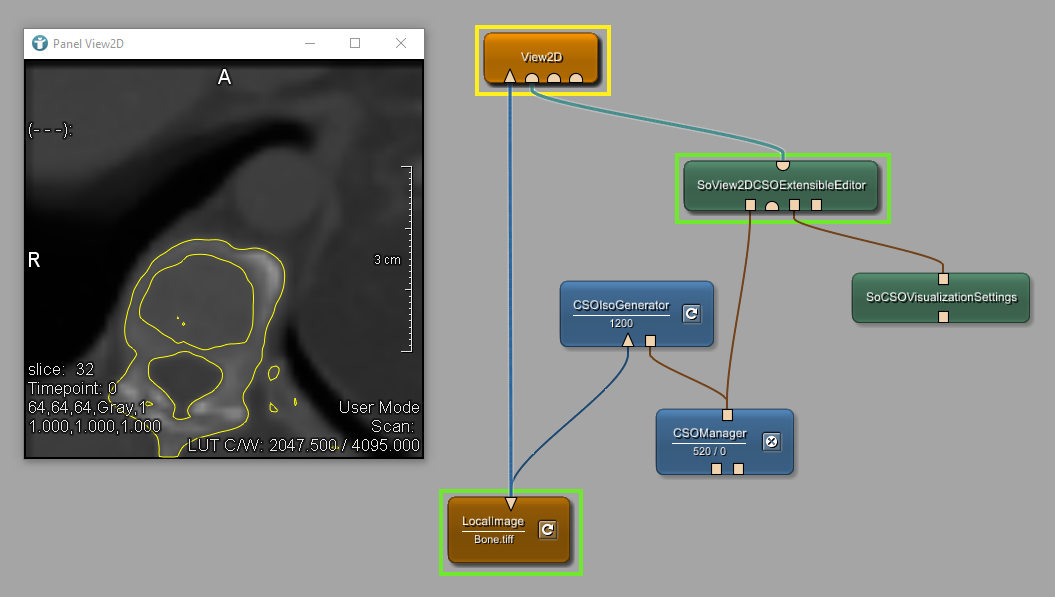 Panel View2D
A
(---):
R
3 cm
slice: 32
Timepoint: 0
64,64,64,Gray,1
1.000,1.000,1.000
User Mode
Scan:
LUT C/W: 2047.500 / 4095.000
View2D
SoView2DCSOExtensibleEditor
SoCSOVisualizationSettings
CSOIsoGenerator
1200
CSOManager
520 / 0
LocalImage
Bone.tiff